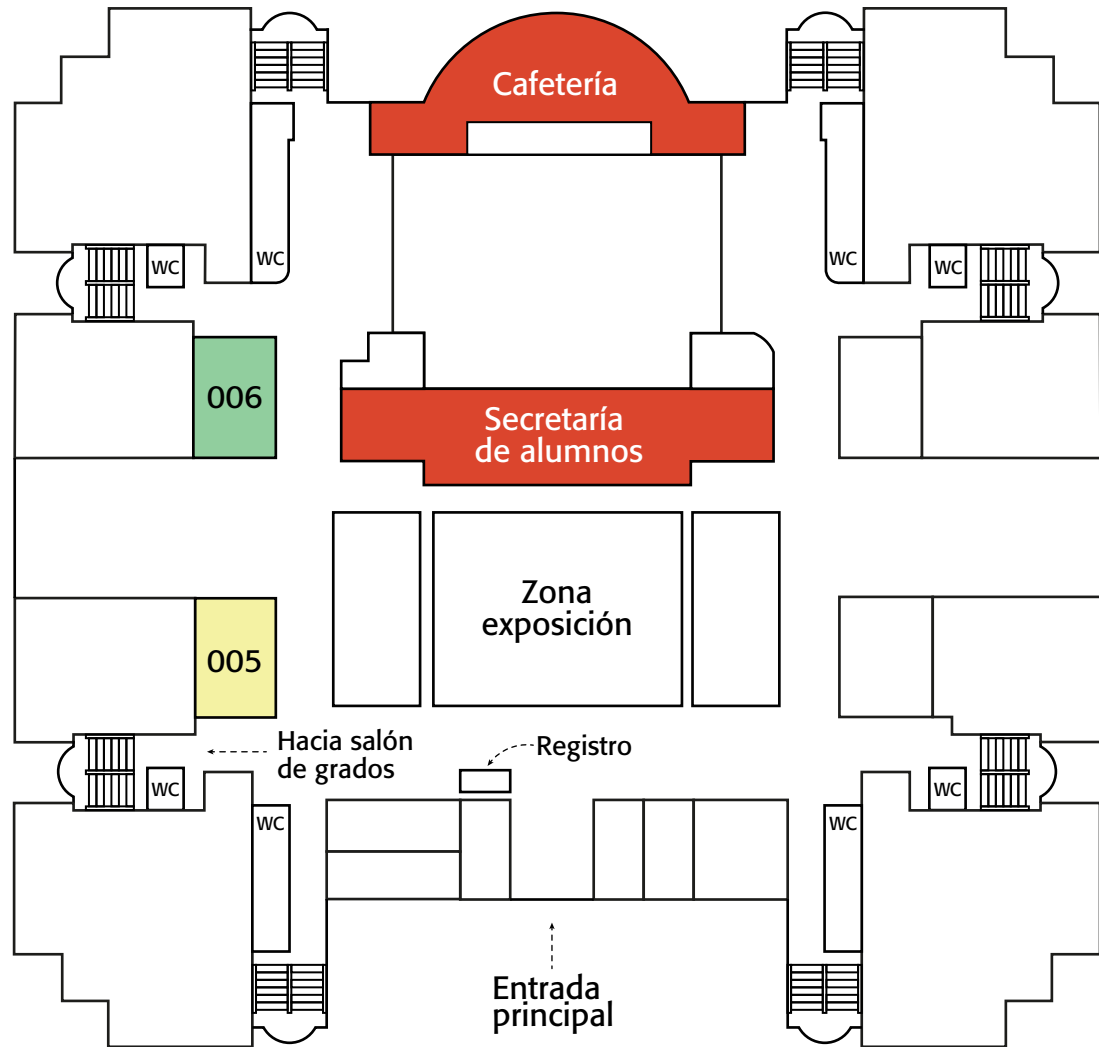 Cafetería
WC
WC
WC
WC
006
Secretaría
de alumnos
Zona
exposición
005
Hacia salón
de grados
Registro
WC
WC
WC
WC
Entrada
principal